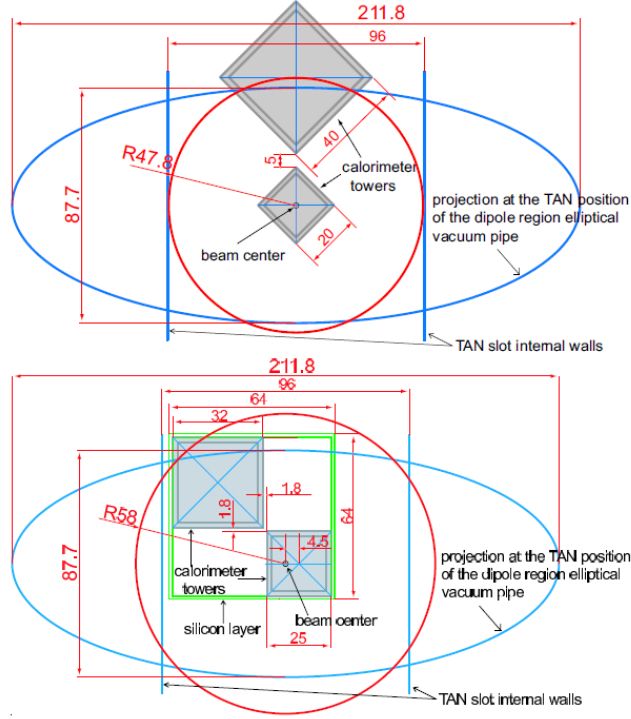 211.8
96
40
R47.8
5
calorimeter
towers
87.7
projection at the TAN position
of the dipole region elliptical
vacuum pipe
20
beam center
TAN slot internal walls
211.8
96
64
32
1.8
1.8
64
R58
4.5
87.7
projection at the TAN position
of the dipole region elliptical
vacuum pipe
calorimeter
towers
beam center
silicon layer
25
TAN slot internal walls